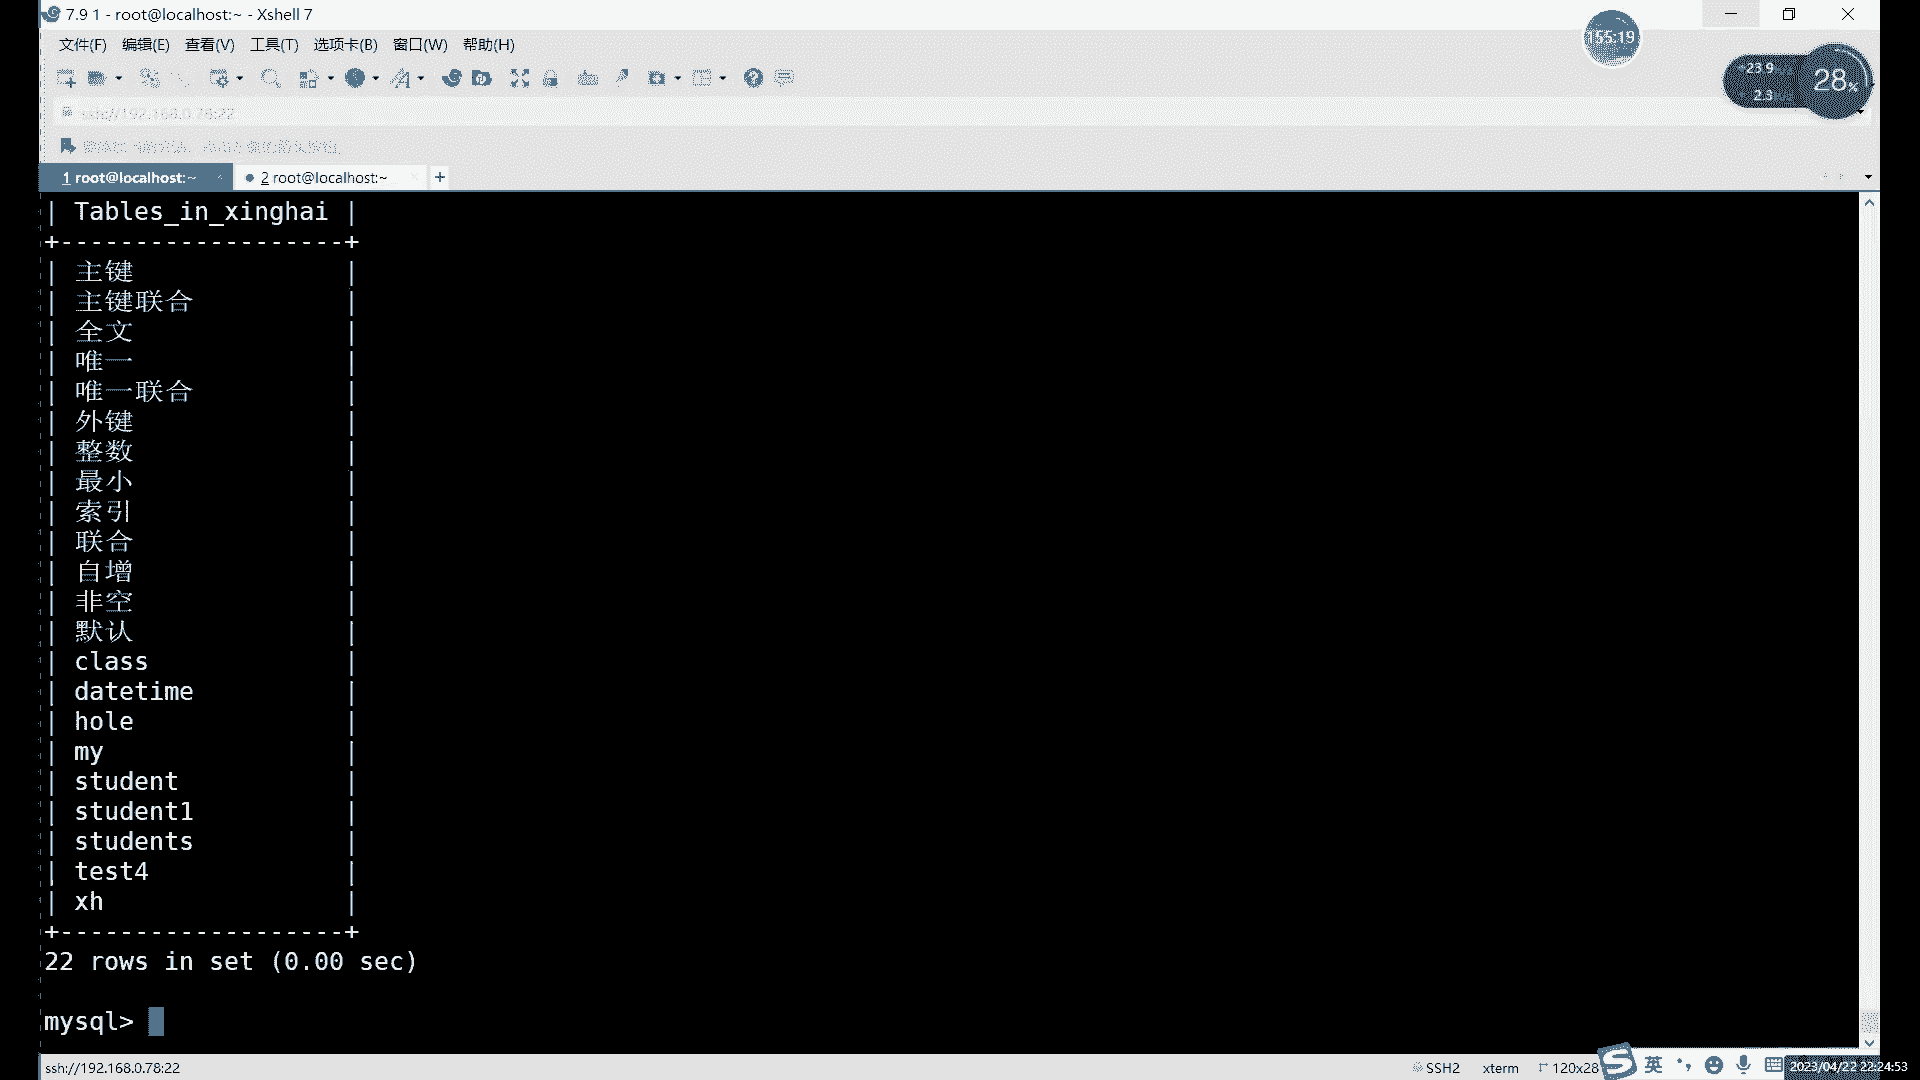 7.9 1 - root@localhost:~ - Xshell 7
文件(F) 编辑(E) 查看(V) 工具(T) 选项卡(B) 窗口(W) 帮助(H)
155:19
23.9
2.3
28%
ssh://192.168.0.78:22
1 root@localhost:~
2 root@localhost:~
| Tables_in_xinghai |
+-------------------+
| 主键 |
| 主键联合 |
| 全文 |
| 唯一 |
| 唯一联合 |
| 外键 |
| 整数 |
| 最小 |
| 索引 |
| 联合 |
| 自增 |
| 非空 |
| 默认 |
| class |
| datetime |
| hole |
| my |
| student |
| student1 |
| students |
| test4 |
| xh |
+-------------------+
22 rows in set (0.00 sec)
mysql>
ssh://192.168.0.78:22
SSH2 xterm 120x28
英
2023/04/22 22:24:53